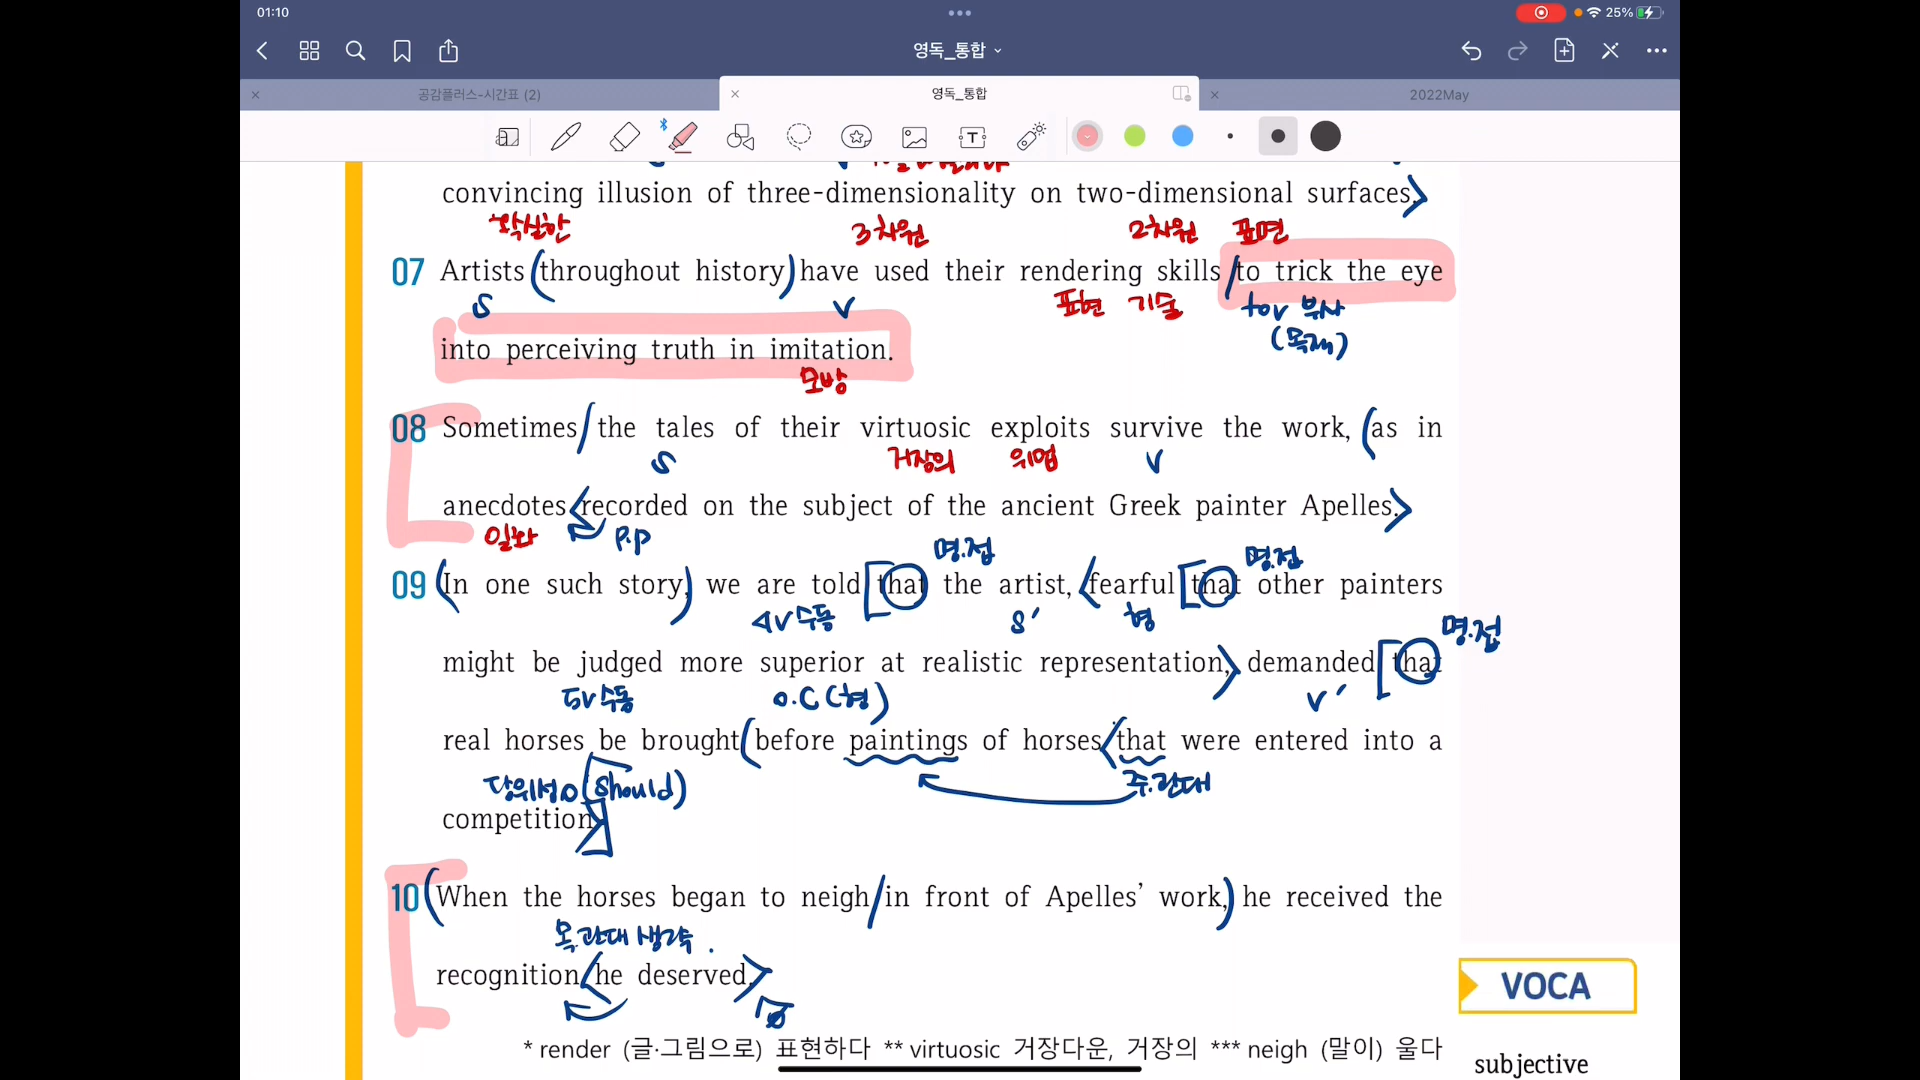 01:10
25%
영독_통합
공감플러스-시간표 (2)
영독_통합
2022May
convincing illusion of three-dimensionality on two-dimensional surfaces.
확실한 3차원 2차원 표면
07 Artists (throughout history) have used their rendering skills / to trick the eye
S V 표현 기술 to V 부사
(목적)
into perceiving truth in imitation.
모방
08 Sometimes / the tales of their virtuosic exploits survive the work, (as in
S 거장의 위업 V
anecdotes <recorded on the subject of the ancient Greek painter Apelles.>
일화 p.p
명.접 명.접
09 (In one such story,) we are told [that the artist, <fearful [that other painters
4V수동 S' 형
명.접
might be judged more superior at realistic representation,> demanded [that
5V수동 O.C (형) V'
real horses be brought (before paintings of horses <that were entered into a
당위성 (should) 주.관대
competition.
10 (When the horses began to neigh / in front of Apelles' work,) he received the
목.관대 생략.
recognition <he deserved.>
* render (글·그림으로) 표현하다 ** virtuosic 거장다운, 거장의 *** neigh (말이) 울다
VOCA
subjective